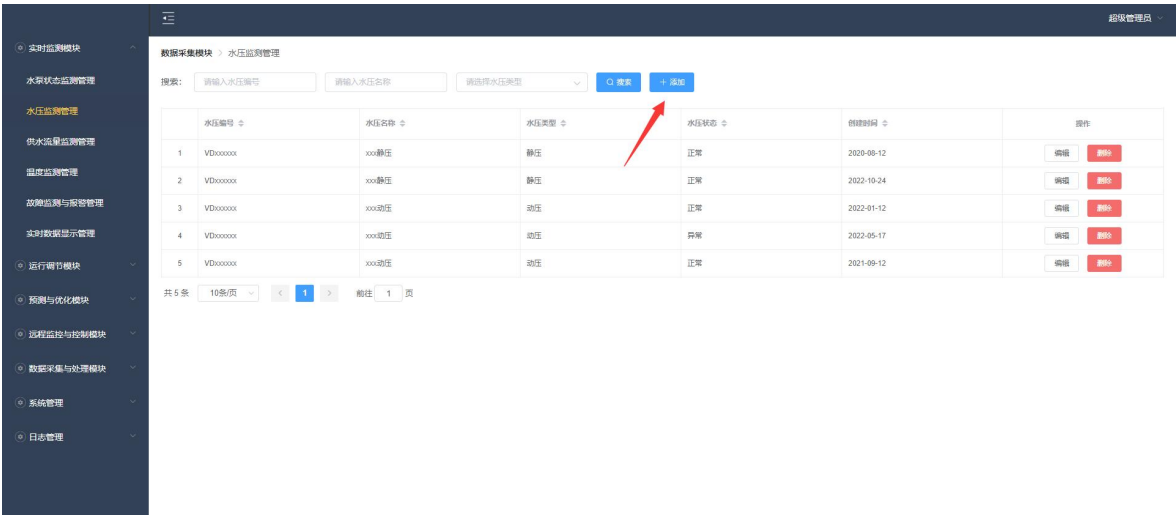 超级管理员
实时监测模块
水泵状态监测管理
水压监测管理
供水流量监测管理
温度监测管理
故障监测与报警管理
实时数据显示管理
运行调节模块
预测与优化模块
远程监控与控制模块
数据采集与处理模块
系统管理
日志管理
数据采集模块 > 水压监测管理
搜索: 请输入水压编号 请输入水压名称 请选择水压类型 搜索 + 添加
水压编号 水压名称 水压类型 水压状态 创建时间 操作
1 VDxxxxxx xxx静压 静压 正常 2020-08-12 编辑 删除
2 VDxxxxxx xxx静压 静压 正常 2022-10-24 编辑 删除
3 VDxxxxxx xxx动压 动压 正常 2022-01-12 编辑 删除
4 VDxxxxxx xxx动压 动压 异常 2022-05-17 编辑 删除
5 VDxxxxxx xxx动压 动压 正常 2021-09-12 编辑 删除
共 5 条 10条/页 < 1 > 前往 1 页